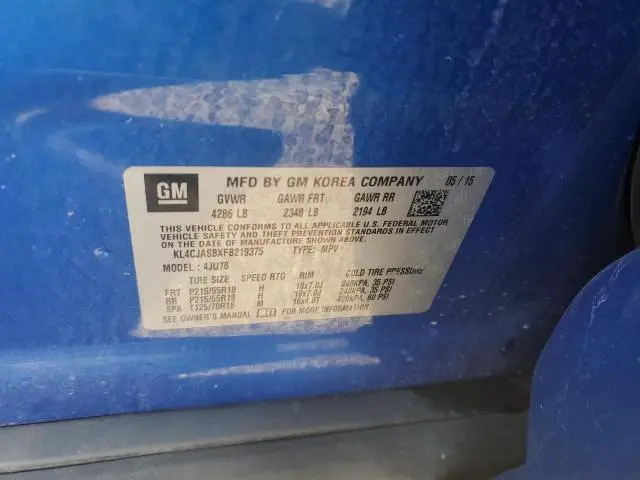 GM
MFD BY GM KOREA COMPANY 05/15
GVWR GAWR FRT GAWR RR
4286 LB 2348 LB 2194 LB
THIS VEHICLE CONFORMS TO ALL APPLICABLE U.S. FEDERAL MOTOR
VEHICLE SAFETY, BUMPER, AND THEFT PREVENTION STANDARDS IN
EFFECT ON THE DATE OF MANUFACTURE SHOWN ABOVE.
KL4CJASBXFB219375 TYPE: MPV
MODEL: 4JU76
TIRE SIZE SPEED RTG RIM COLD TIRE PRESSURE
FRT P215/55R18 H 18x7.0J 240KPA, 35 PSI
RR P215/55R18 H 18x7.0J 240KPA, 35 PSI
SPA T125/70R16 M 16x4.0T 420KPA, 60 PSI
SEE OWNER'S MANUAL FOR MORE INFORMATION